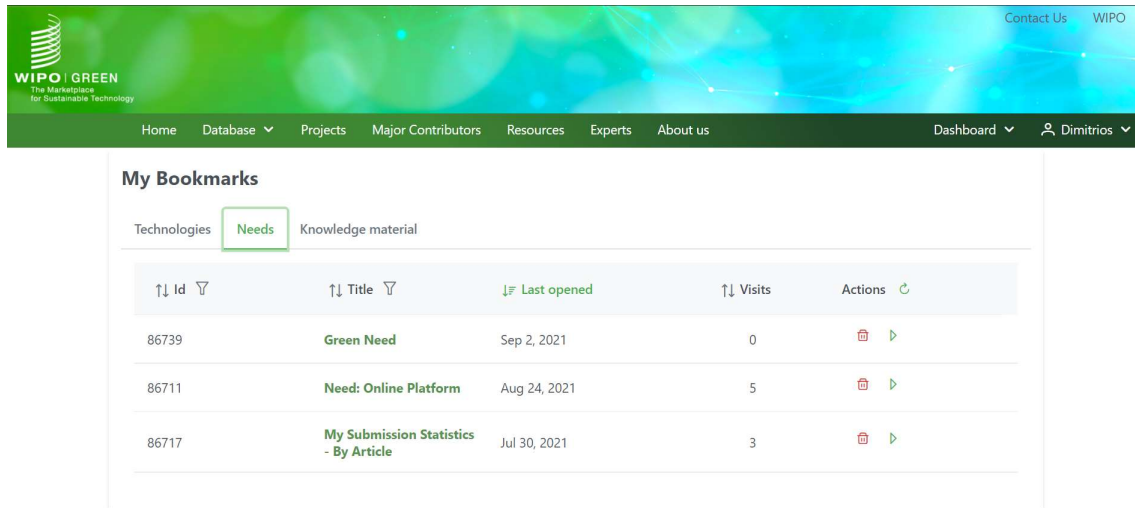 Contact Us WIPO
WIPO | GREEN
The Marketplace
for Sustainable Technology
Home Database Projects Major Contributors Resources Experts About us Dashboard Dimitrios
My Bookmarks
Technologies Needs Knowledge material
Id Title Last opened Visits Actions
86739 Green Need Sep 2, 2021 0
86711 Need: Online Platform Aug 24, 2021 5
86717 My Submission Statistics
- By Article Jul 30, 2021 3